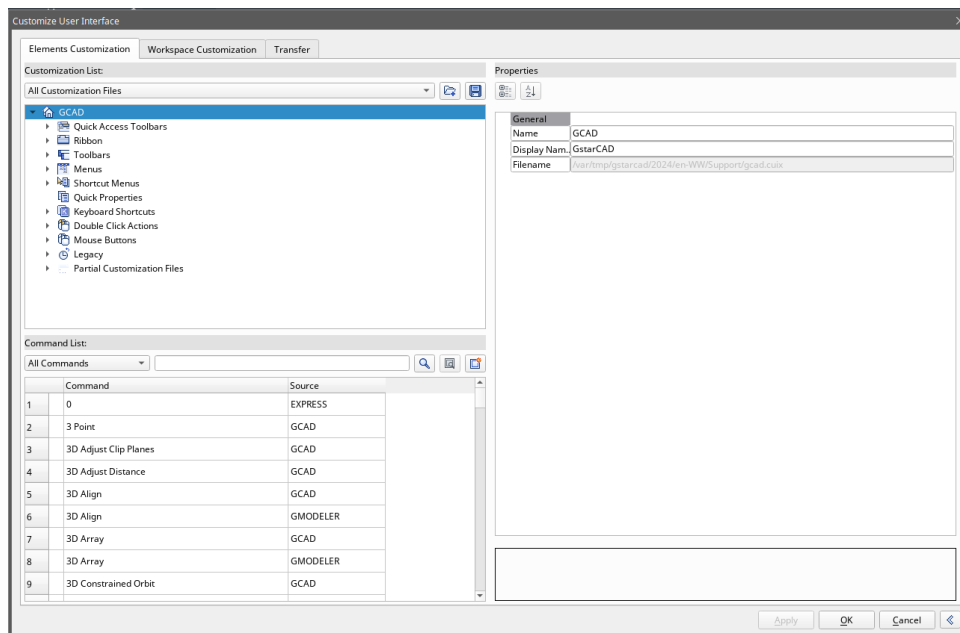 Customize User Interface
Elements Customization
Workspace Customization
Transfer
Customization List:
All Customization Files
GCAD
Quick Access Toolbars
Ribbon
Toolbars
Menus
Shortcut Menus
Quick Properties
Keyboard Shortcuts
Double Click Actions
Mouse Buttons
Legacy
Partial Customization Files
Command List:
All Commands
Command Source
1 0 EXPRESS
2 3 Point GCAD
3 3D Adjust Clip Planes GCAD
4 3D Adjust Distance GCAD
5 3D Align GCAD
6 3D Align GMODELER
7 3D Array GCAD
8 3D Array GMODELER
9 3D Constrained Orbit GCAD
Properties
General
Name GCAD
Display Nam... GstarCAD
Filename /var/tmp/gstarcad/2024/en-WW/Support/gcad.cuix
Apply
OK
Cancel